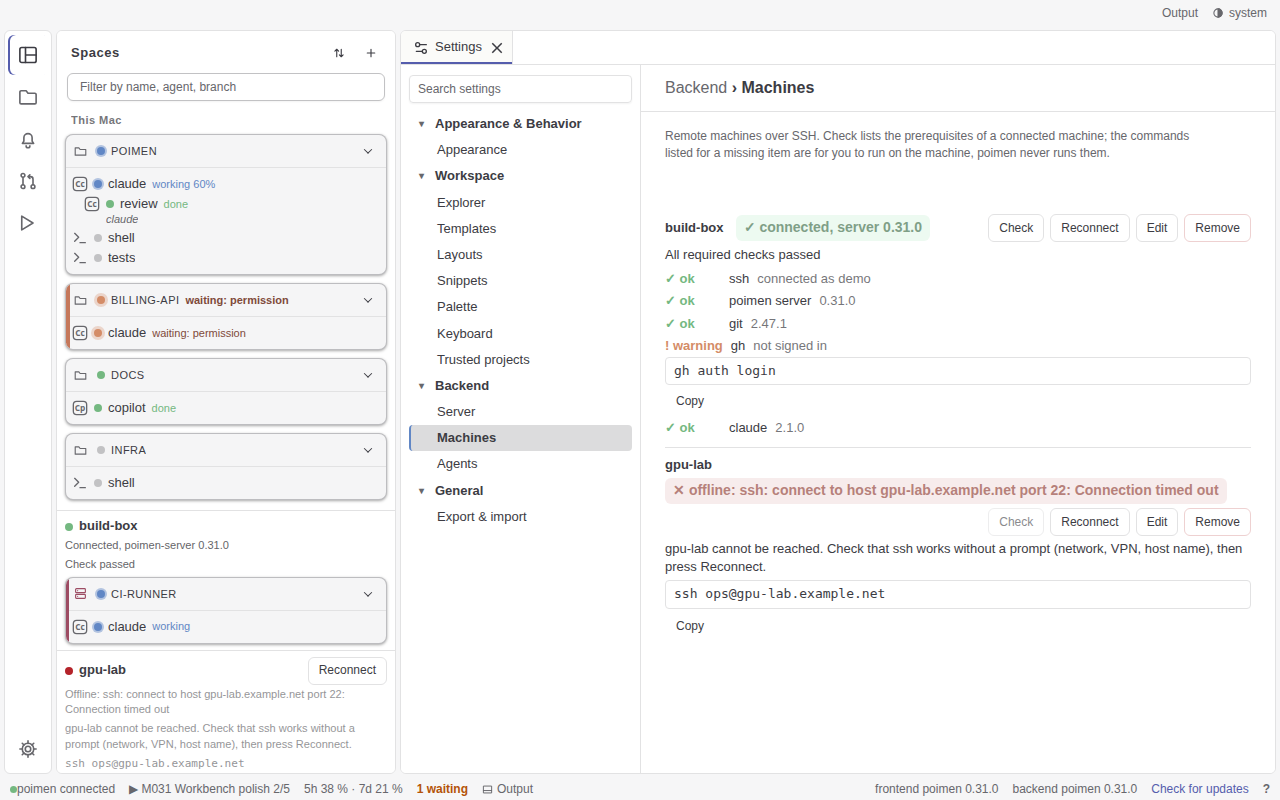 Output system
Spaces
Filter by name, agent, branch
This Mac
POIMEN
Cc claude working 60%
Cc review done
claude
shell
shell
tests
BILLING-API waiting: permission
Cc claude waiting: permission
DOCS
Cp copilot done
INFRA
shell
build-box
Connected, poimen-server 0.31.0
Check passed
CI-RUNNER
Cc claude working
gpu-lab Reconnect
Offline: ssh: connect to host gpu-lab.example.net port 22:
Connection timed out
gpu-lab cannot be reached. Check that ssh works without a
prompt (network, VPN, host name), then press Reconnect.
ssh ops@gpu-lab.example.net
Settings
Search settings
▾ Appearance & Behavior
Appearance
▾ Workspace
Explorer
Templates
Layouts
Snippets
Palette
Keyboard
Trusted projects
▾ Backend
Server
Machines
Agents
▾ General
Export & import
Backend › Machines
Remote machines over SSH. Check lists the prerequisites of a connected machine; the commands
listed for a missing item are for you to run on the machine, poimen never runs them.
build-box ✓ connected, server 0.31.0 Check Reconnect Edit Remove
All required checks passed
✓ ok ssh connected as demo
✓ ok poimen server 0.31.0
✓ ok git 2.47.1
! warning gh not signed in
gh auth login
Copy
✓ ok claude 2.1.0
gpu-lab
✕ offline: ssh: connect to host gpu-lab.example.net port 22: Connection timed out
Check Reconnect Edit Remove
gpu-lab cannot be reached. Check that ssh works without a prompt (network, VPN, host name), then
press Reconnect.
ssh ops@gpu-lab.example.net
Copy
poimen connected ▶ M031 Workbench polish 2/5 5h 38 % · 7d 21 % 1 waiting Output frontend poimen 0.31.0 backend poimen 0.31.0 Check for updates ?